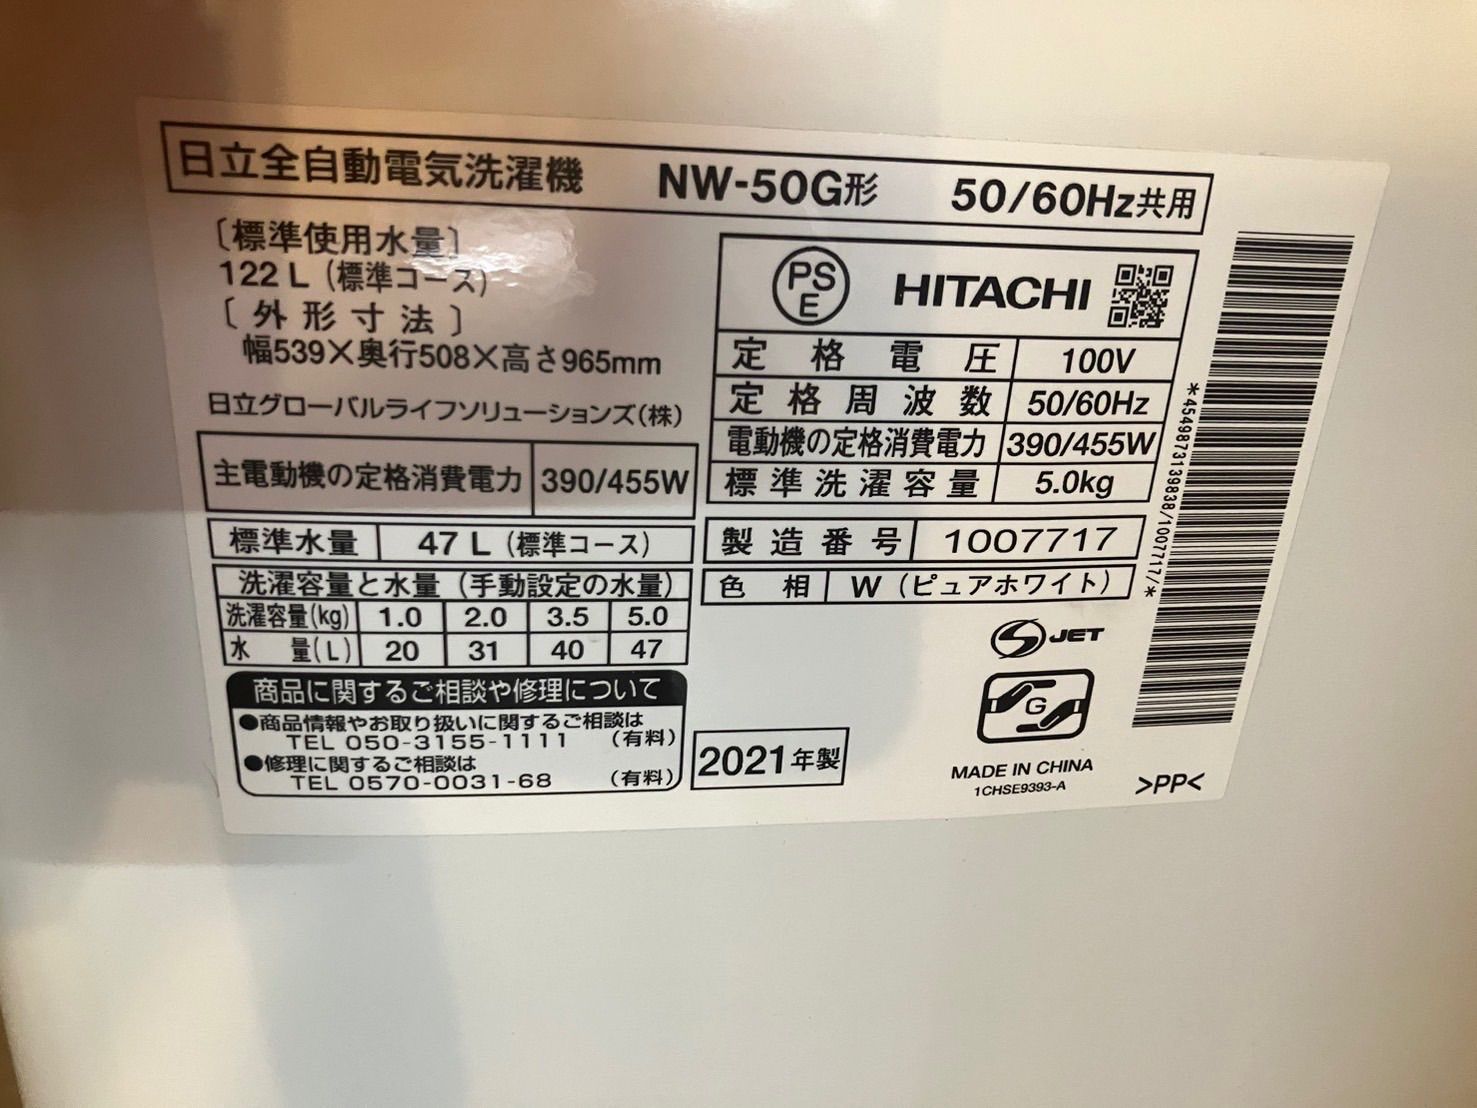 日立全自動電気洗濯機 NW-50G形 50/60Hz共用
〔標準使用水量〕
122 L (標準コース)
〔外形寸法〕
幅539×奥行508×高さ965mm
日立グローバルライフソリューションズ(株)
主電動機の定格消費電力 390/455W
標準水量 47 L (標準コース)
洗濯容量と水量 (手動設定の水量)
洗濯容量(kg) 1.0 2.0 3.5 5.0
水量(L) 20 31 40 47
商品に関するご相談や修理について
●商品情報やお取り扱いに関するご相談は
TEL 050-3155-1111 (有料)
●修理に関するご相談は
TEL 0570-0031-68 (有料)
PS
E
HITACHI
定格電圧 100V
定格周波数 50/60Hz
電動機の定格消費電力 390/455W
標準洗濯容量 5.0kg
製造番号 1007717
色相 W (ピュアホワイト)
S JET
G
2021年製
MADE IN CHINA
1CHSE9393-A
>PP<
*4549873139838/1007717/*